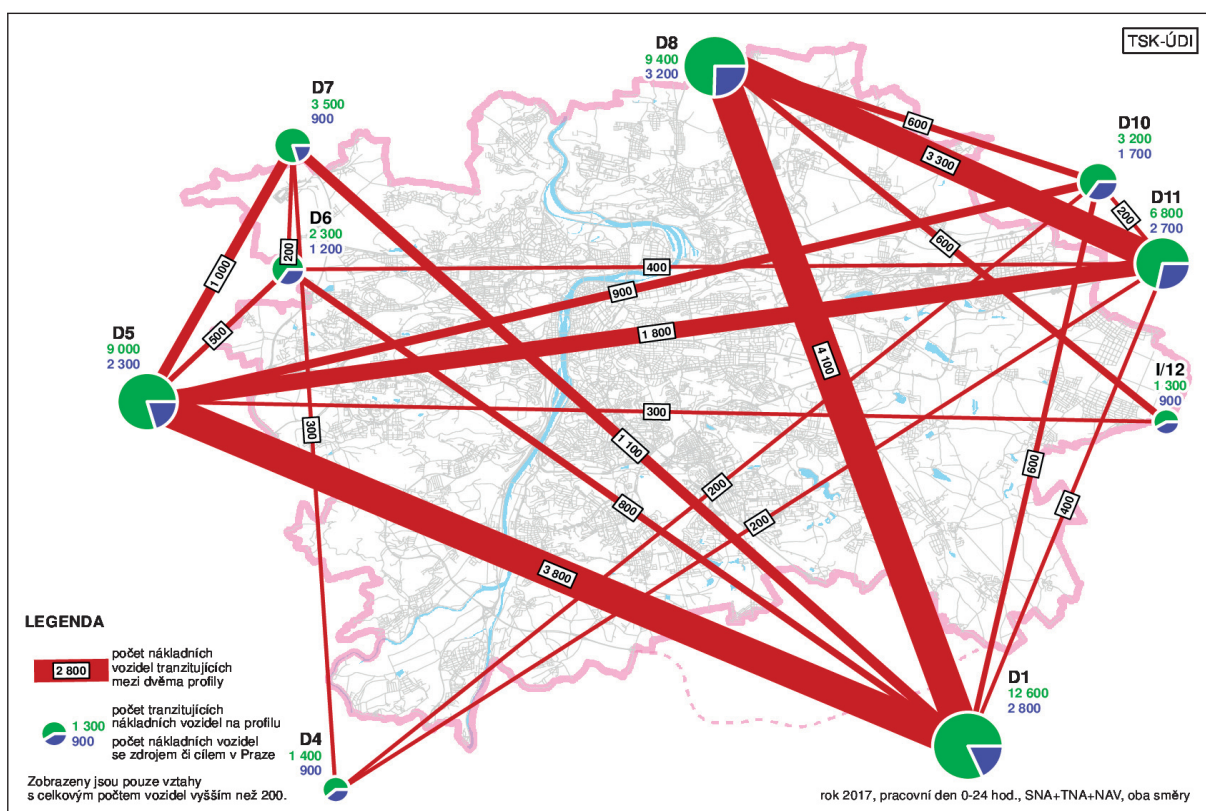 TSK-ÚDI
D8
9 400
3 200
D7
3 500
900
D10
3 200
1 700
D11
6 800
2 700
D6
2 300
1 200
D5
9 000
2 300
I/12
1 300
900
D1
12 600
2 800
D4
1 400
900
600
3 300
200
600
200
1 000
400
900
500
1 800
4 100
300
300
1 100
600
200
400
800
200
3 800
LEGENDA
2 800
počet nákladních
vozidel tranzitujících
mezi dvěma profily
1 300
900
počet tranzitujících
nákladních vozidel na profilu
počet nákladních vozidel
se zdrojem či cílem v Praze
Zobrazeny jsou pouze vztahy
s celkovým počtem vozidel vyšším než 200.
rok 2017, pracovní den 0-24 hod., SNA+TNA+NAV, oba směry